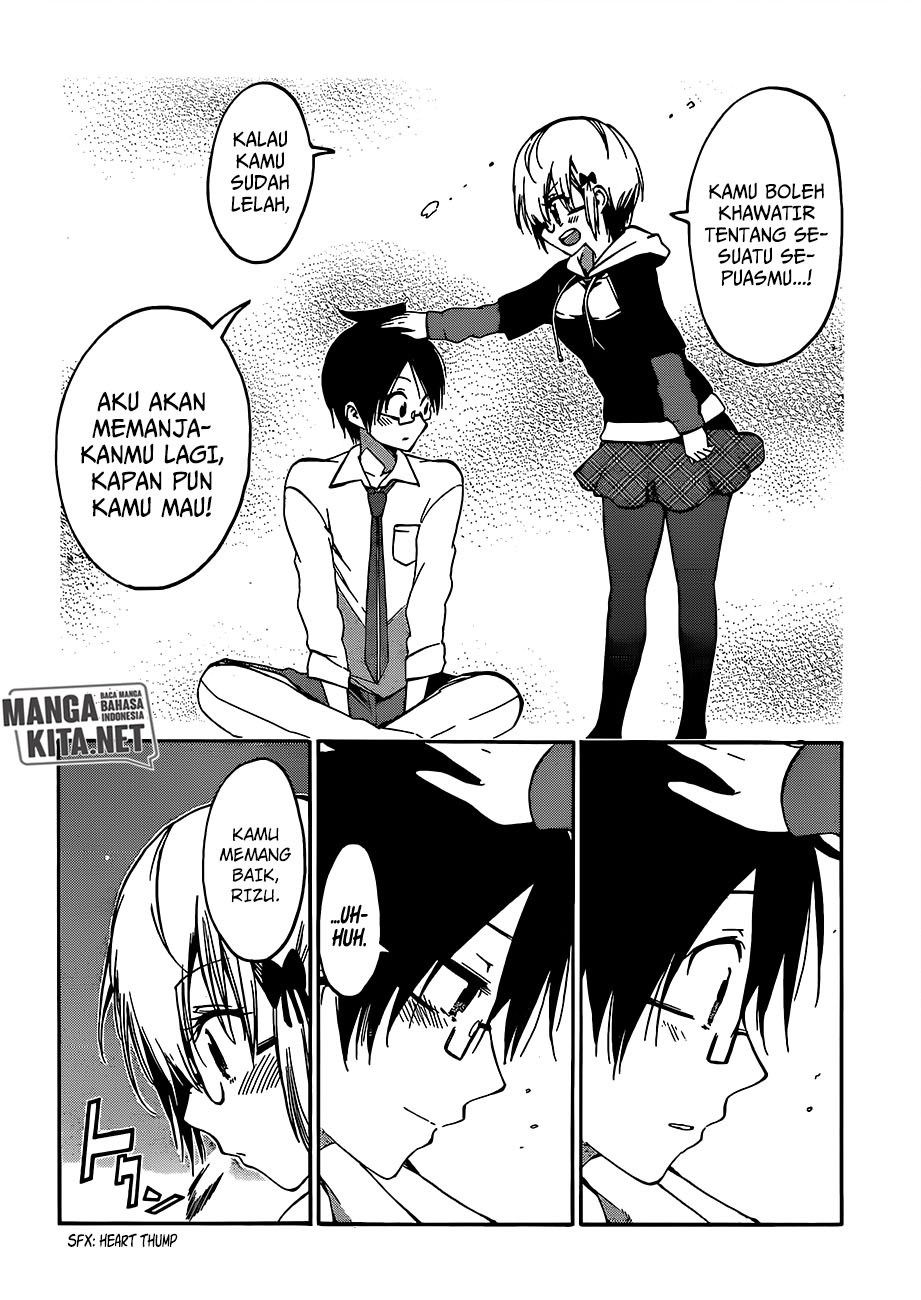 KAMU BOLEH
KHAWATIR
TENTANG SE-
SUATU SE-
PUASMU...!
KALAU
KAMU
SUDAH
LELAH,
AKU AKAN
MEMANJA-
KANMU LAGI,
KAPAN PUN
KAMU MAU!
MANGA
KITA.NET
BACA MANGA
BAHASA
INDONESIA
...UH-
HUH.
KAMU
MEMANG
BAIK,
RIZU.
トクン
SFX: HEART THUMP